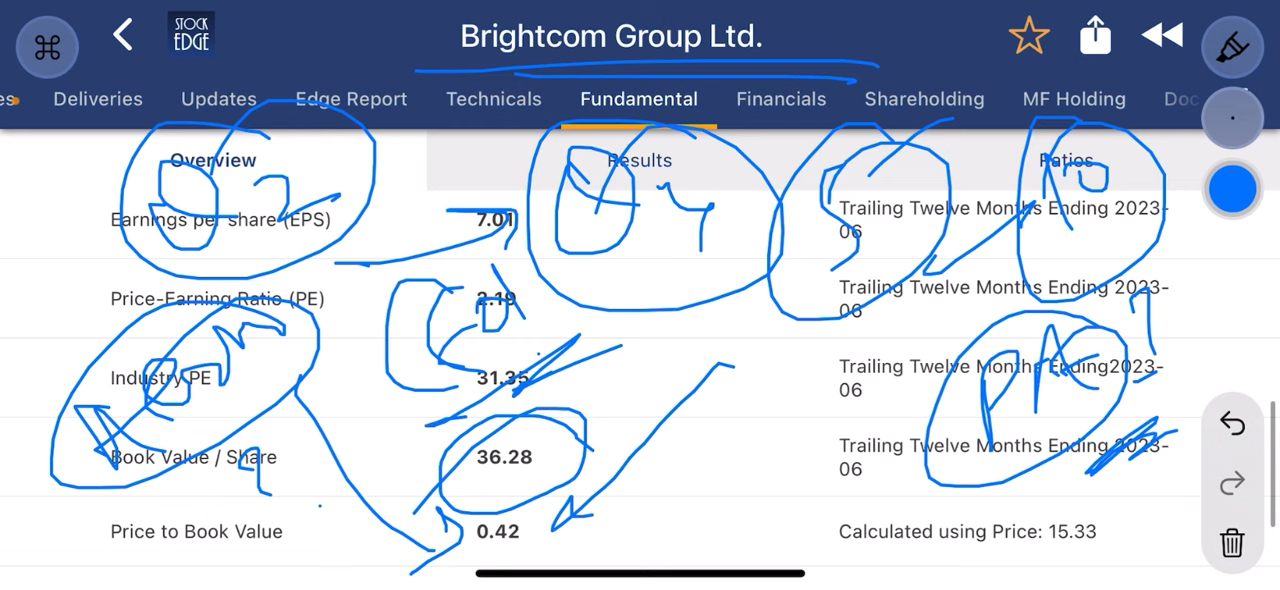 STOCK
EDGE
Brightcom Group Ltd.
Deliveries Updates Edge Report Technicals Fundamental Financials Shareholding MF Holding Doc
Overview Results Ratios
Earnings per share (EPS) 7.01 Trailing Twelve Months Ending 2023-
06
Price-Earning Ratio (PE) 2.19 Trailing Twelve Months Ending 2023-
06
Industry PE 31.35 Trailing Twelve Months Ending2023-
06
Book Value / Share 36.28 Trailing Twelve Months Ending 2023-
06
Price to Book Value 0.42 Calculated using Price: 15.33